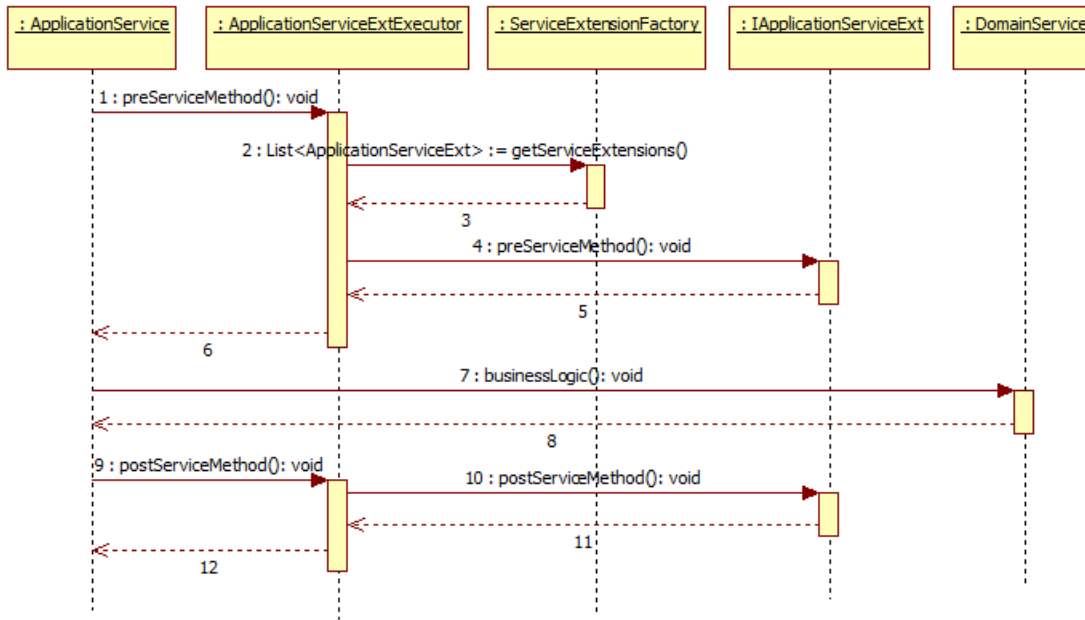 : ApplicationService
: ApplicationServiceExtExecutor
: ServiceExtensionFactory
: IApplicationServiceExt
: DomainService
1 : preServiceMethod(): void
2 : List<ApplicationServiceExt> := getServiceExtensions()
3
4 : preServiceMethod(): void
5
6
7 : businessLogic(): void
8
9 : postServiceMethod(): void
10 : postServiceMethod(): void
11
12